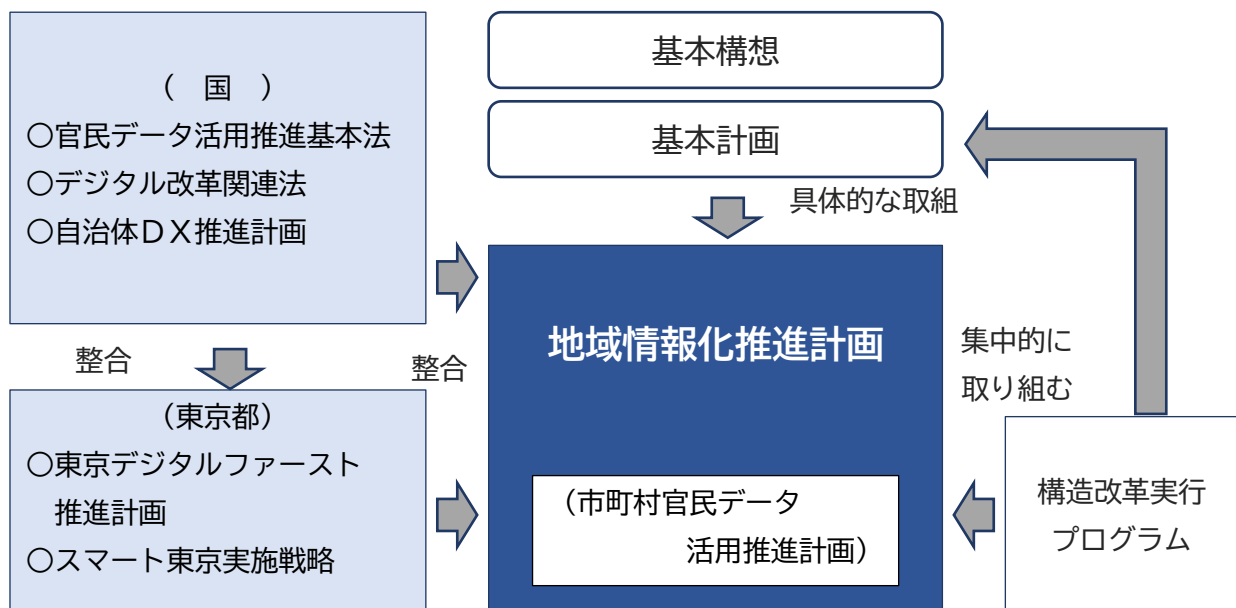 （　国　）
〇官民データ活用推進基本法
〇デジタル改革関連法
〇自治体ＤＸ推進計画
整合
（東京都）
〇東京デジタルファースト
推進計画
〇スマート東京実施戦略
整合
基本構想
基本計画
具体的な取組
地域情報化推進計画
（市町村官民データ
活用推進計画）
集中的に
取り組む
構造改革実行
プログラム